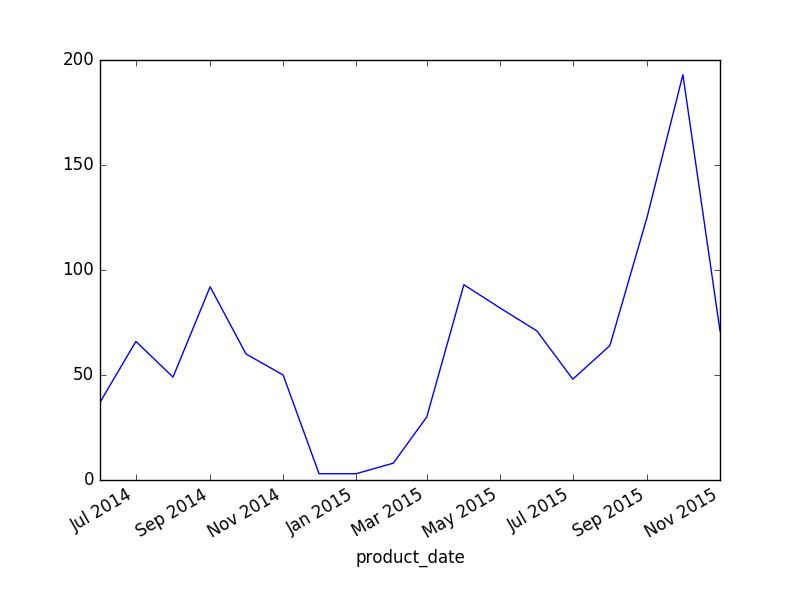 200
150
100
50
0
Jul 2014
Sep 2014
Nov 2014
Jan 2015
Mar 2015
May 2015
Jul 2015
Sep 2015
Nov 2015
product_date